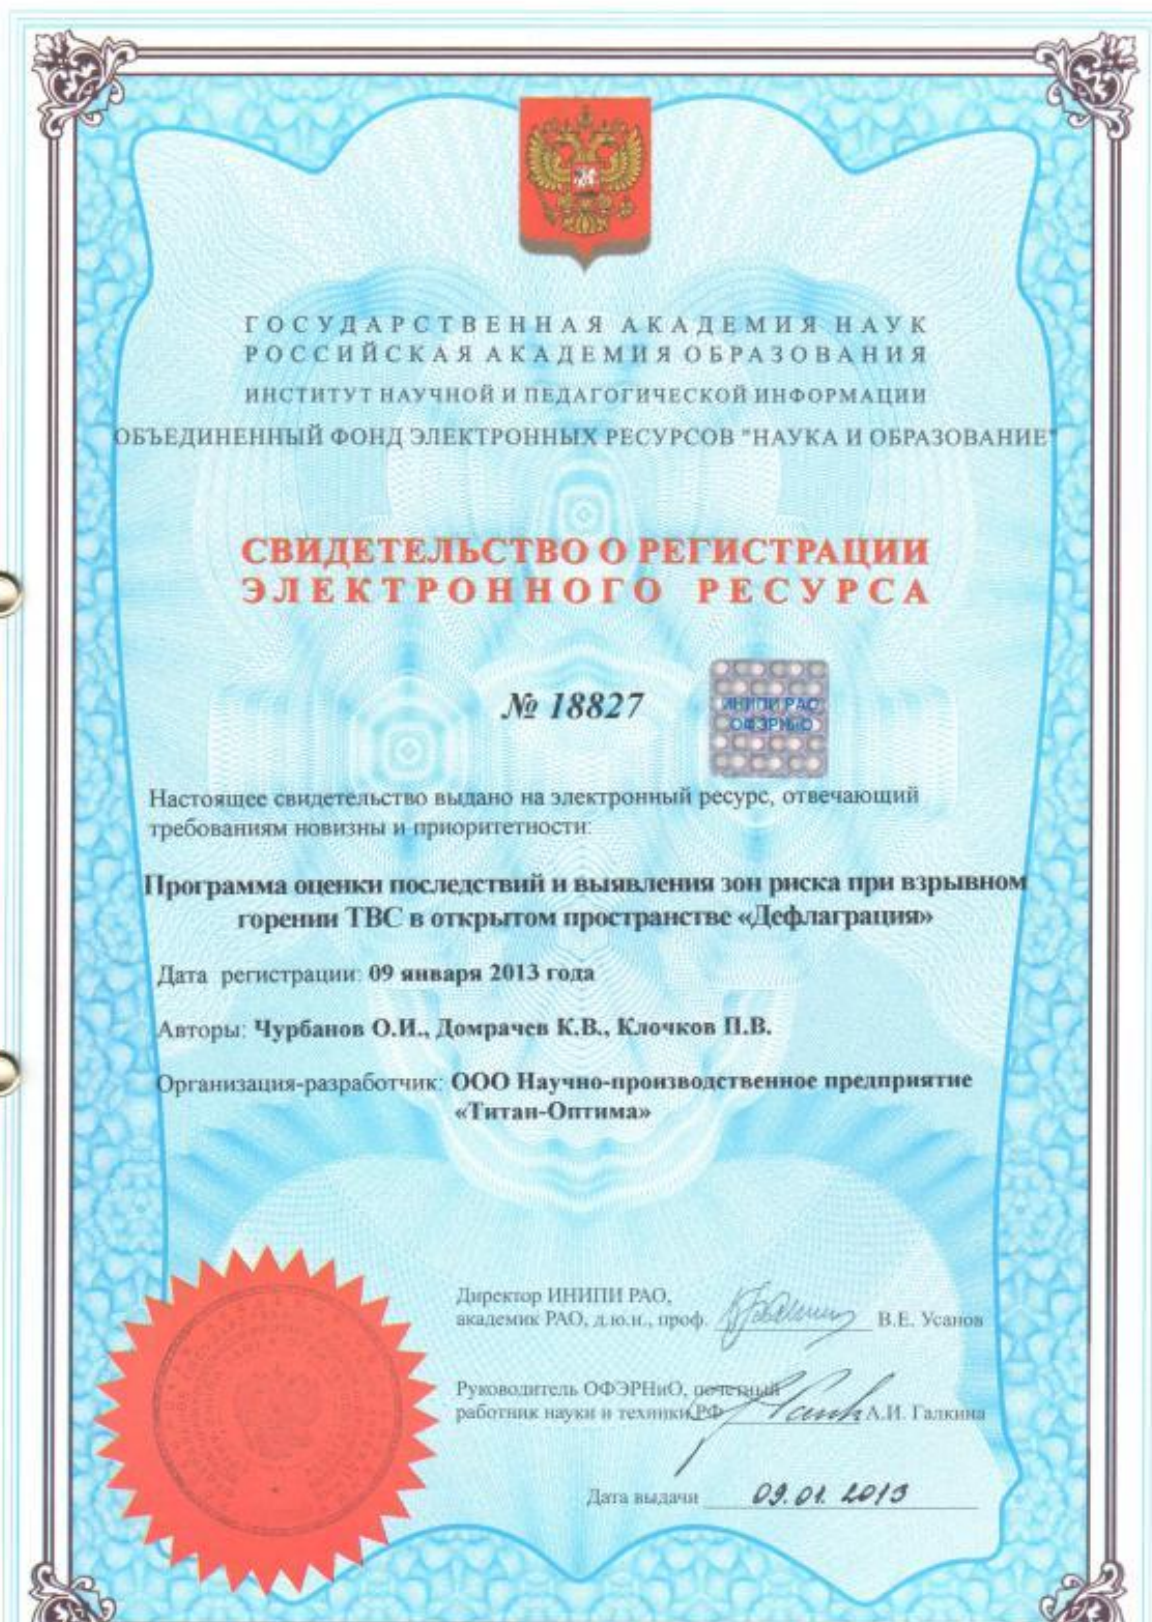 ГОСУДАРСТВЕННАЯ АКАДЕМИЯ НАУК
РОССИЙСКАЯ АКАДЕМИЯ ОБРАЗОВАНИЯ
ИНСТИТУТ НАУЧНОЙ И ПЕДАГОГИЧЕСКОЙ ИНФОРМАЦИИ
ОБЪЕДИНЕННЫЙ ФОНД ЭЛЕКТРОННЫХ РЕСУРСОВ "НАУКА И ОБРАЗОВАНИЕ"
СВИДЕТЕЛЬСТВО О РЕГИСТРАЦИИ
ЭЛЕКТРОННОГО РЕСУРСА
№ 18827
ИНИПИ РАО
ОФЭРНиО
Настоящее свидетельство выдано на электронный ресурс, отвечающий
требованиям новизны и приоритетности:
Программа оценки последствий и выявления зон риска при взрывном
горении ТВС в открытом пространстве «Дефлаграция»
Дата регистрации: 09 января 2013 года
Авторы: Чурбанов О.И., Домрачев К.В., Клочков П.В.
Организация-разработчик: ООО Научно-производственное предприятие
«Титан-Оптима»
Директор ИНИПИ РАО,
академик РАО, д.ю.н., проф. В.Е. Усанов
Руководитель ОФЭРНиО, почетный
работник науки и техники РФ А.И. Галкина
Дата выдачи 09.01.2013